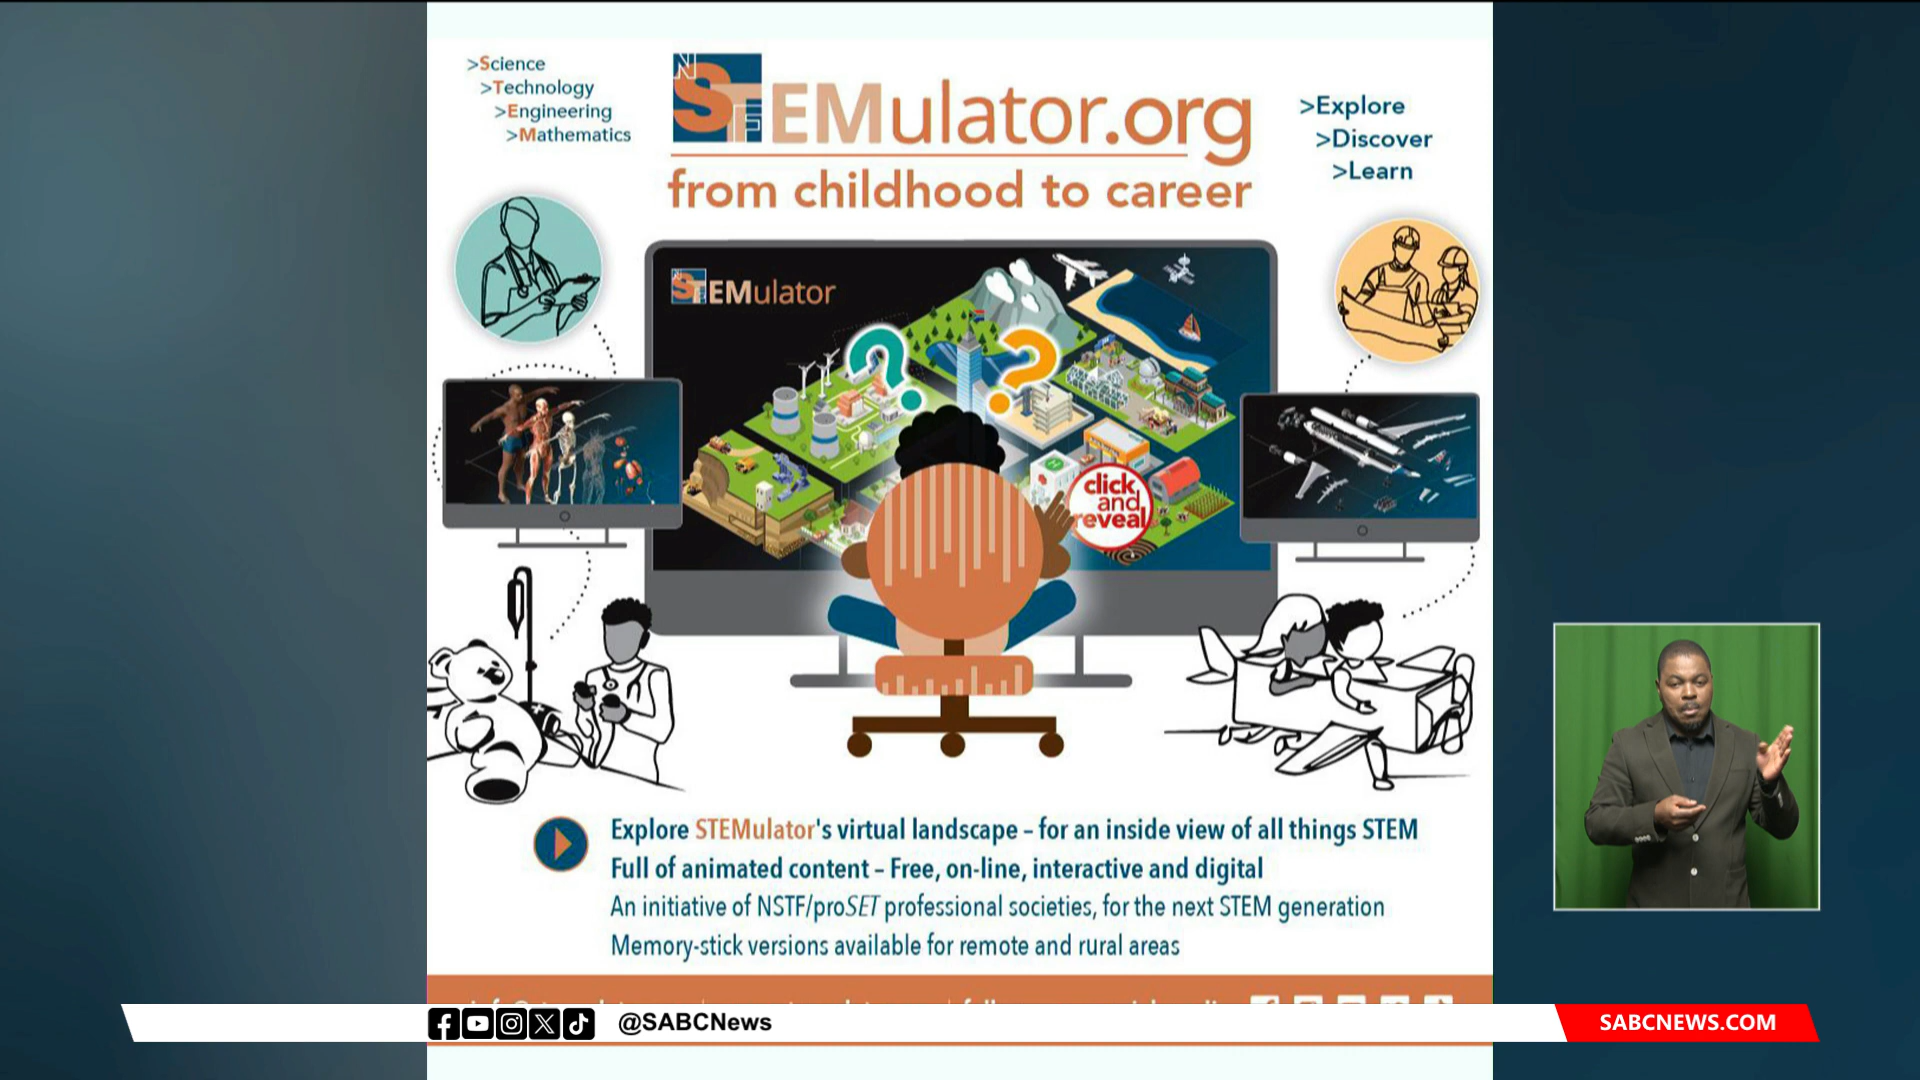 >Science
>Technology
>Engineering
>Mathematics
NSTF
STEMulator.org
from childhood to career
>Explore
>Discover
>Learn
STEMulator
click
and
reveal
Explore STEMulator's virtual landscape – for an inside view of all things STEM
Full of animated content – Free, on-line, interactive and digital
An initiative of NSTF/proSET professional societies, for the next STEM generation
Memory-stick versions available for remote and rural areas
@SABCNews
SABCNEWS.COM